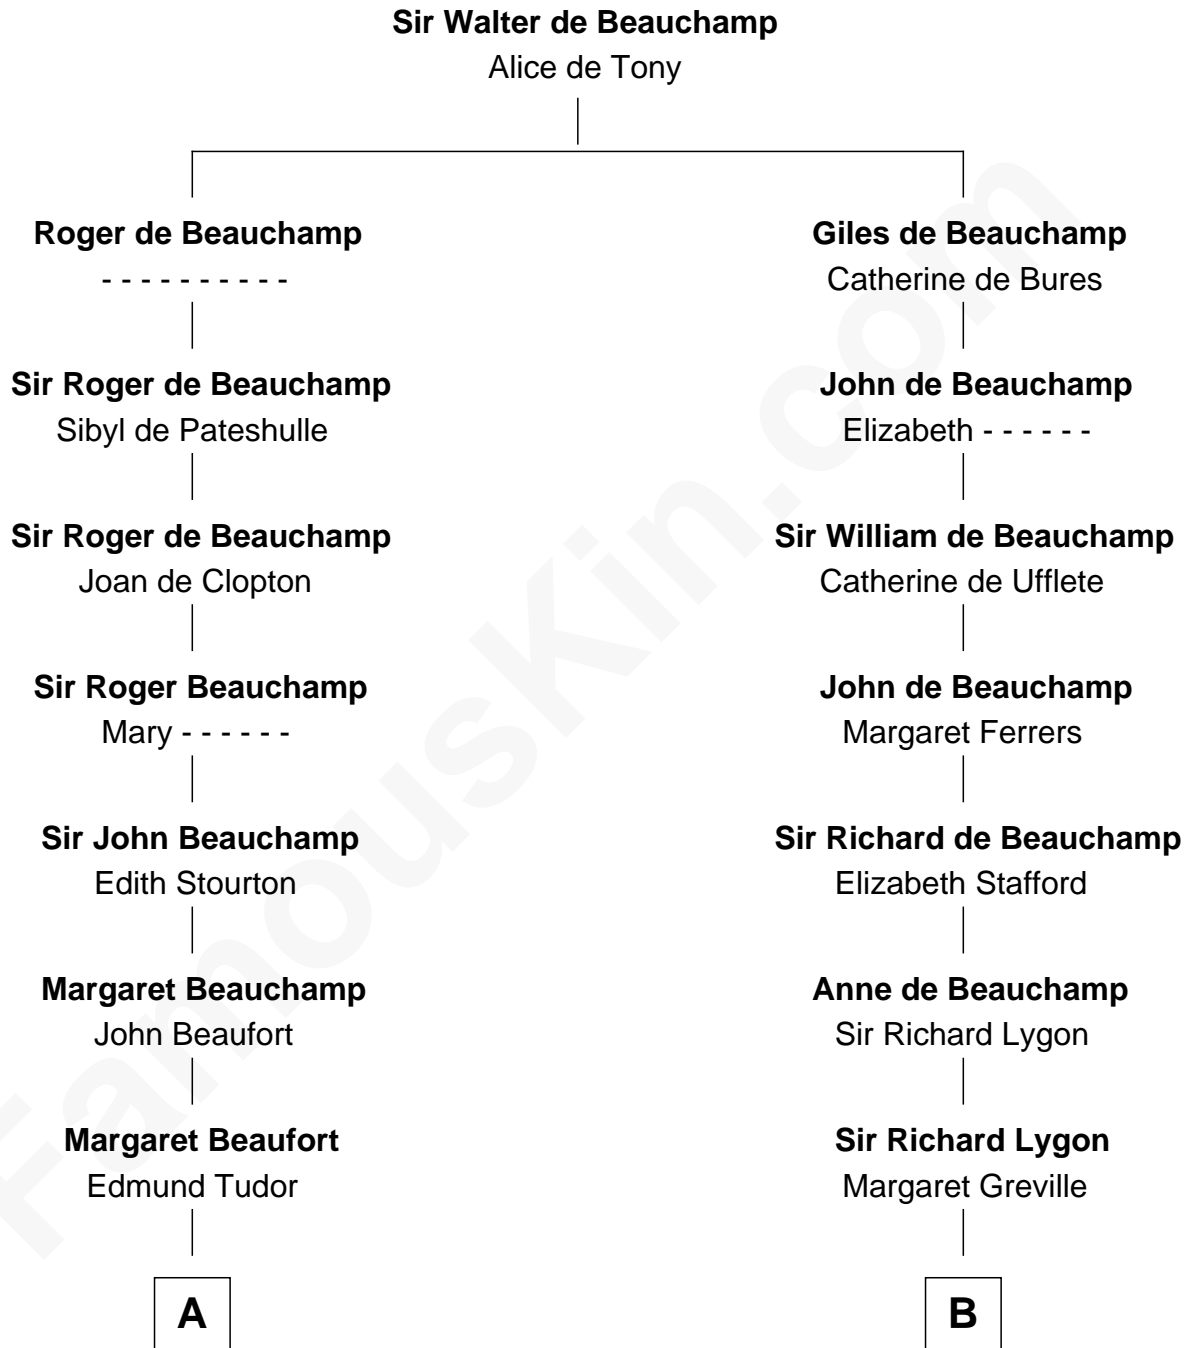 Sir Walter de Beauchamp
Alice de Tony
Roger de Beauchamp
- - - - - - - - - -
Sir Roger de Beauchamp
Sibyl de Pateshulle
Sir Roger de Beauchamp
Joan de Clopton
Sir Roger Beauchamp
Mary - - - - - -
Sir John Beauchamp
Edith Stourton
Margaret Beauchamp
John Beaufort
Margaret Beaufort
Edmund Tudor
A
Giles de Beauchamp
Catherine de Bures
John de Beauchamp
Elizabeth - - - - - -
Sir William de Beauchamp
Catherine de Ufflete
John de Beauchamp
Margaret Ferrers
Sir Richard de Beauchamp
Elizabeth Stafford
Anne de Beauchamp
Sir Richard Lygon
Sir Richard Lygon
Margaret Greville
B
FamousKin.com